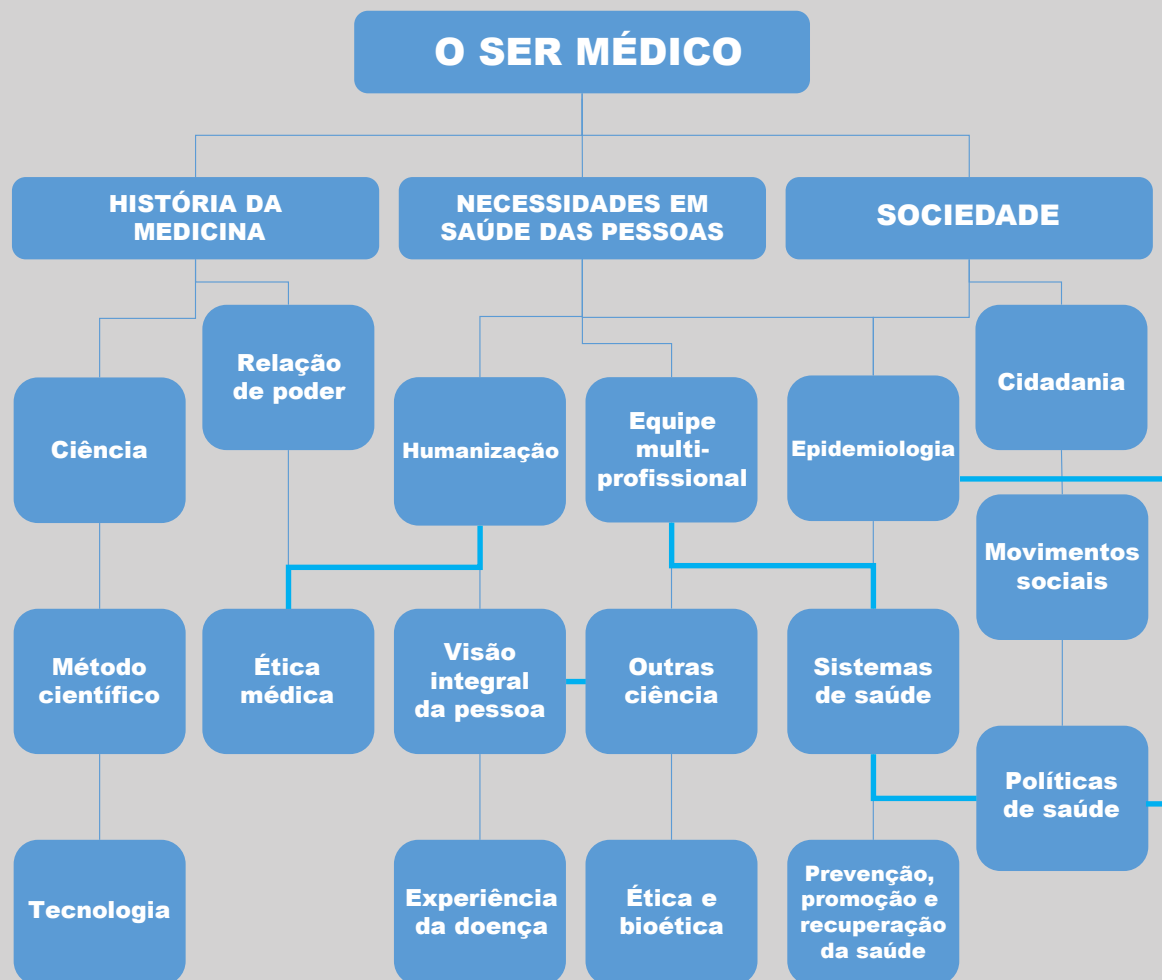 O SER MÉDICO
HISTÓRIA DA
MEDICINA
NECESSIDADES EM
SAÚDE DAS PESSOAS
SOCIEDADE
Relação
de poder
Cidadania
Ciência
Humanização
Equipe
multi-
profissional
Epidemiologia
Movimentos
sociais
Método
científico
Ética
médica
Visão
integral
da pessoa
Outras
ciência
Sistemas
de saúde
Políticas
de saúde
Tecnologia
Experiência
da doença
Ética e
bioética
Prevenção,
promoção e
recuperação
da saúde